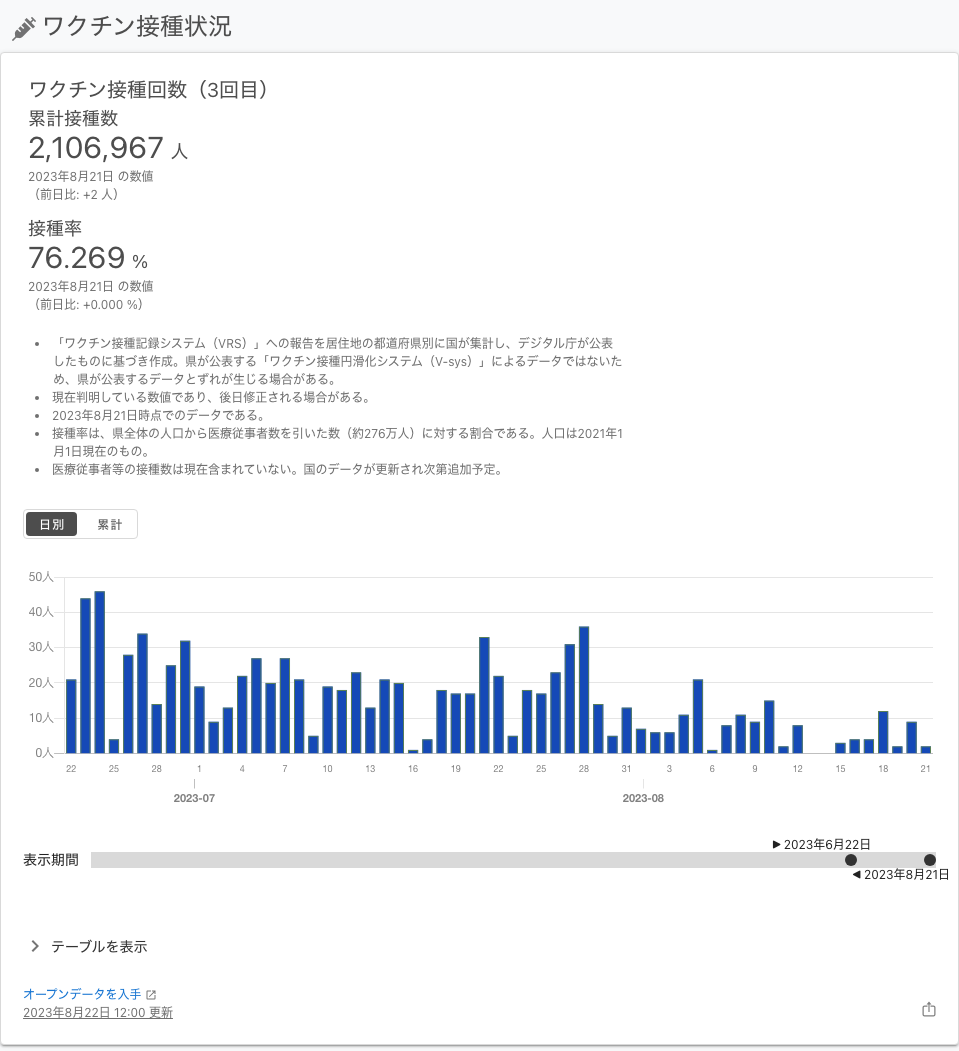 ワクチン接種状況
ワクチン接種回数（3回目）
累計接種数
2,106,967 人
2023年8月21日 の数値
（前日比: +2 人）
接種率
76.269 %
2023年8月21日 の数値
（前日比: +0.000 %）
「ワクチン接種記録システム（VRS）」への報告を居住地の都道府県別に国が集計し、デジタル庁が公表
したものに基づき作成。県が公表する「ワクチン接種円滑化システム（V-sys）」によるデータではないた
め、県が公表するデータとずれが生じる場合がある。
現在判明している数値であり、後日修正される場合がある。
2023年8月21日時点でのデータである。
接種率は、県全体の人口から医療従事者数を引いた数（約276万人）に対する割合である。人口は2021年1
月1日現在のもの。
医療従事者等の接種数は現在含まれていない。国のデータが更新され次第追加予定。
日別 累計
50人
40人
30人
20人
10人
0人
22 25 28 1 4 7 10 13 16 19 22 25 28 31 3 6 9 12 15 18 21
2023-07 2023-08
2023年6月22日
表示期間
2023年8月21日
テーブルを表示
オープンデータを入手
2023年8月22日 12:00 更新